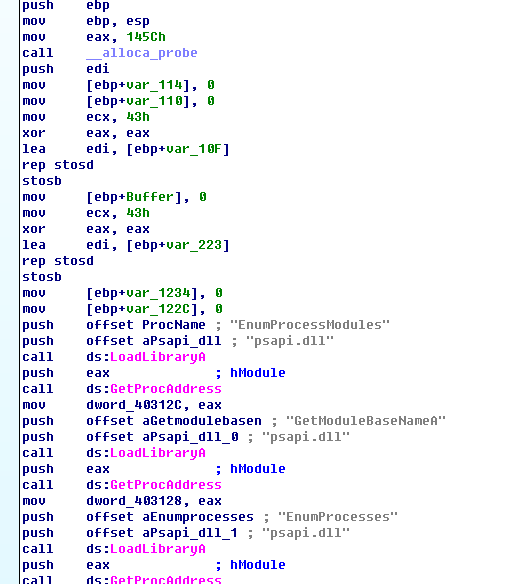 push ebp
mov ebp, esp
mov eax, 145Ch
call __alloca_probe
push edi
mov [ebp+var_114], 0
mov [ebp+var_110], 0
mov ecx, 43h
xor eax, eax
lea edi, [ebp+var_10F]
rep stosd
stosb
mov [ebp+Buffer], 0
mov ecx, 43h
xor eax, eax
lea edi, [ebp+var_223]
rep stosd
stosb
mov [ebp+var_1234], 0
mov [ebp+var_122C], 0
push offset ProcName ; "EnumProcessModules"
push offset aPsapi_dll ; "psapi.dll"
call ds:LoadLibraryA
push eax ; hModule
call ds:GetProcAddress
mov dword_40312C, eax
push offset aGetmodulebasen ; "GetModuleBaseNameA"
push offset aPsapi_dll_0 ; "psapi.dll"
call ds:LoadLibraryA
push eax ; hModule
call ds:GetProcAddress
mov dword_403128, eax
push offset aEnumprocesses ; "EnumProcesses"
push offset aPsapi_dll_1 ; "psapi.dll"
call ds:LoadLibraryA
push eax ; hModule
call ds:GetProcAddress